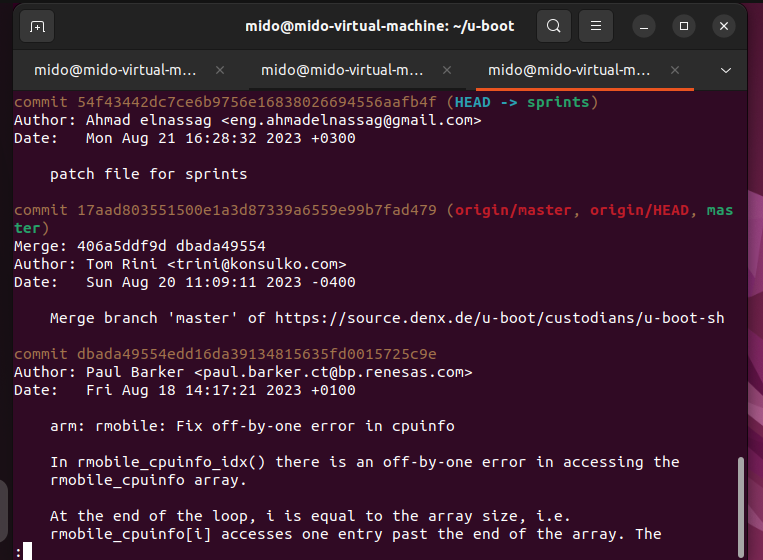 mido@mido-virtual-machine: ~/u-boot
mido@mido-virtual-m...
mido@mido-virtual-m...
mido@mido-virtual-m...
commit 54f43442dc7ce6b9756e16838026694556aafb4f (HEAD -> sprints)
Author: Ahmad elnassag <eng.ahmadelnassag@gmail.com>
Date:   Mon Aug 21 16:28:32 2023 +0300
patch file for sprints
commit 17aad803551500e1a3d87339a6559e99b7fad479 (origin/master, origin/HEAD, mas
ter)
Merge: 406a5ddf9d dbada49554
Author: Tom Rini <trini@konsulko.com>
Date:   Sun Aug 20 11:09:11 2023 -0400
Merge branch 'master' of https://source.denx.de/u-boot/custodians/u-boot-sh
commit dbada49554edd16da39134815635fd0015725c9e
Author: Paul Barker <paul.barker.ct@bp.renesas.com>
Date:   Fri Aug 18 14:17:21 2023 +0100
arm: rmobile: Fix off-by-one error in cpuinfo
In rmobile_cpuinfo_idx() there is an off-by-one error in accessing the
rmobile_cpuinfo array.
At the end of the loop, i is equal to the array size, i.e.
rmobile_cpuinfo[i] accesses one entry past the end of the array. The
: